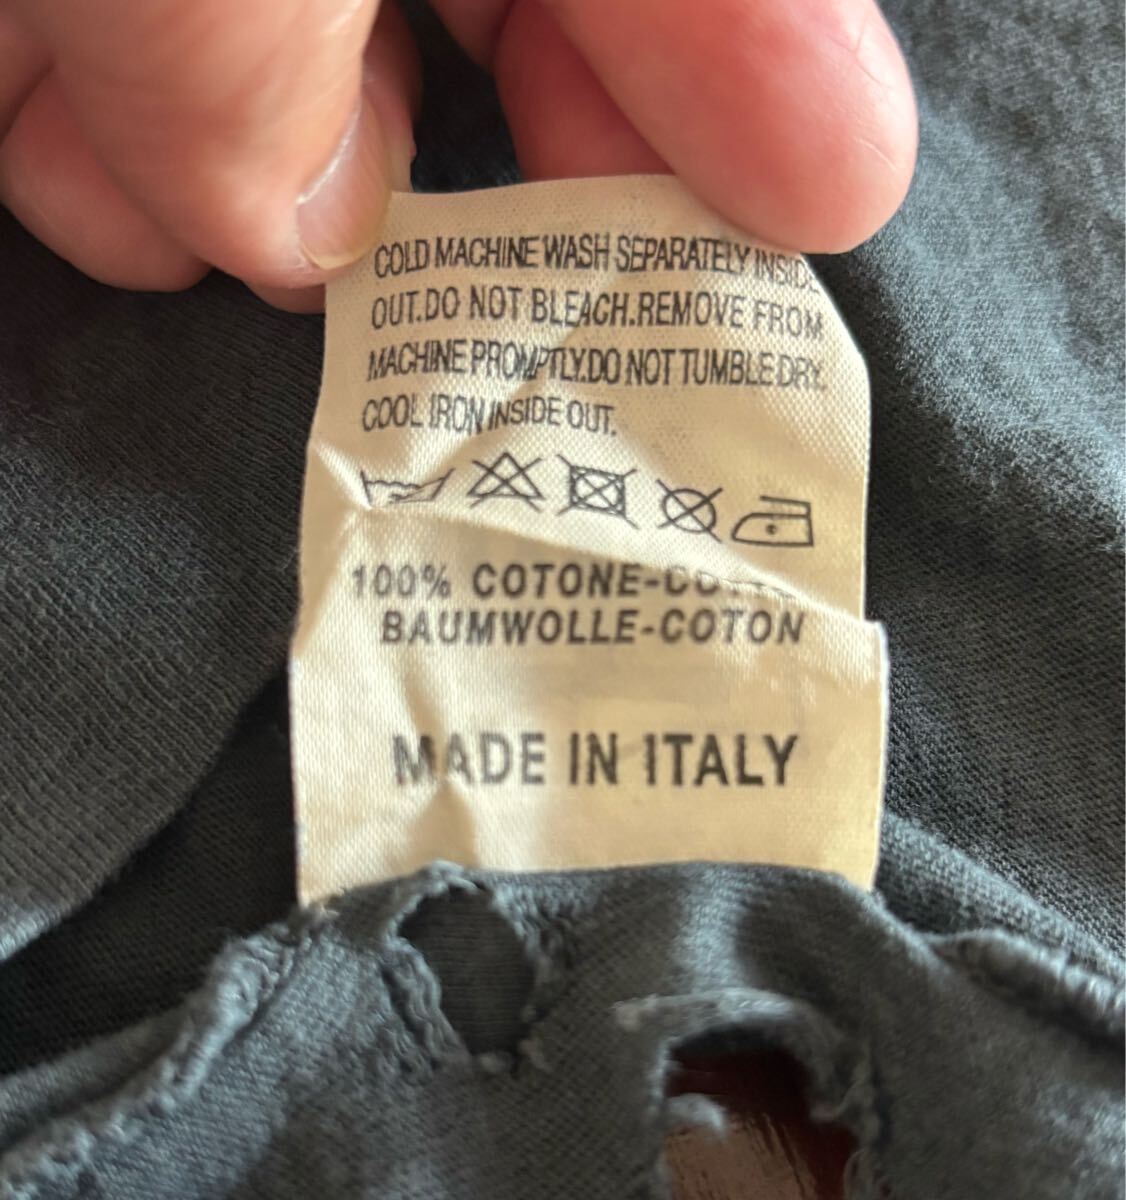 COLD MACHINE WASH SEPARATELY INSIDE
OUT.DO NOT BLEACH.REMOVE FROM
MACHINE PROMPTLY.DO NOT TUMBLE DRY.
COOL IRON INSIDE OUT.
100% COTONE-
BAUMWOLLE-COTON
MADE IN ITALY